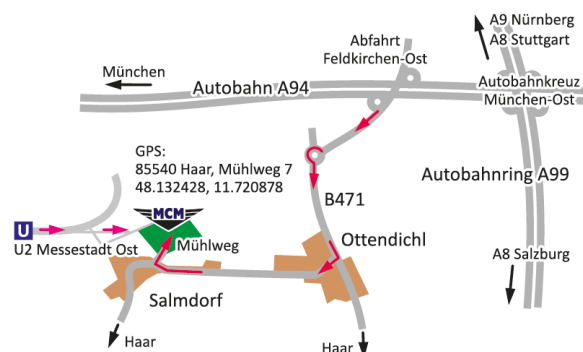 A9 Nürnberg
A8 Stuttgart
Abfahrt
Feldkirchen-Ost
München
Autobahn A94
Autobahnkreuz
München-Ost
GPS:
85540 Haar, Mühlweg 7
48.132428, 11.720878
Autobahnring A99
B471
MCM
U
U2 Messestadt Ost
Mühlweg
Ottendichl
A8 Salzburg
Salmdorf
Haar
Haar